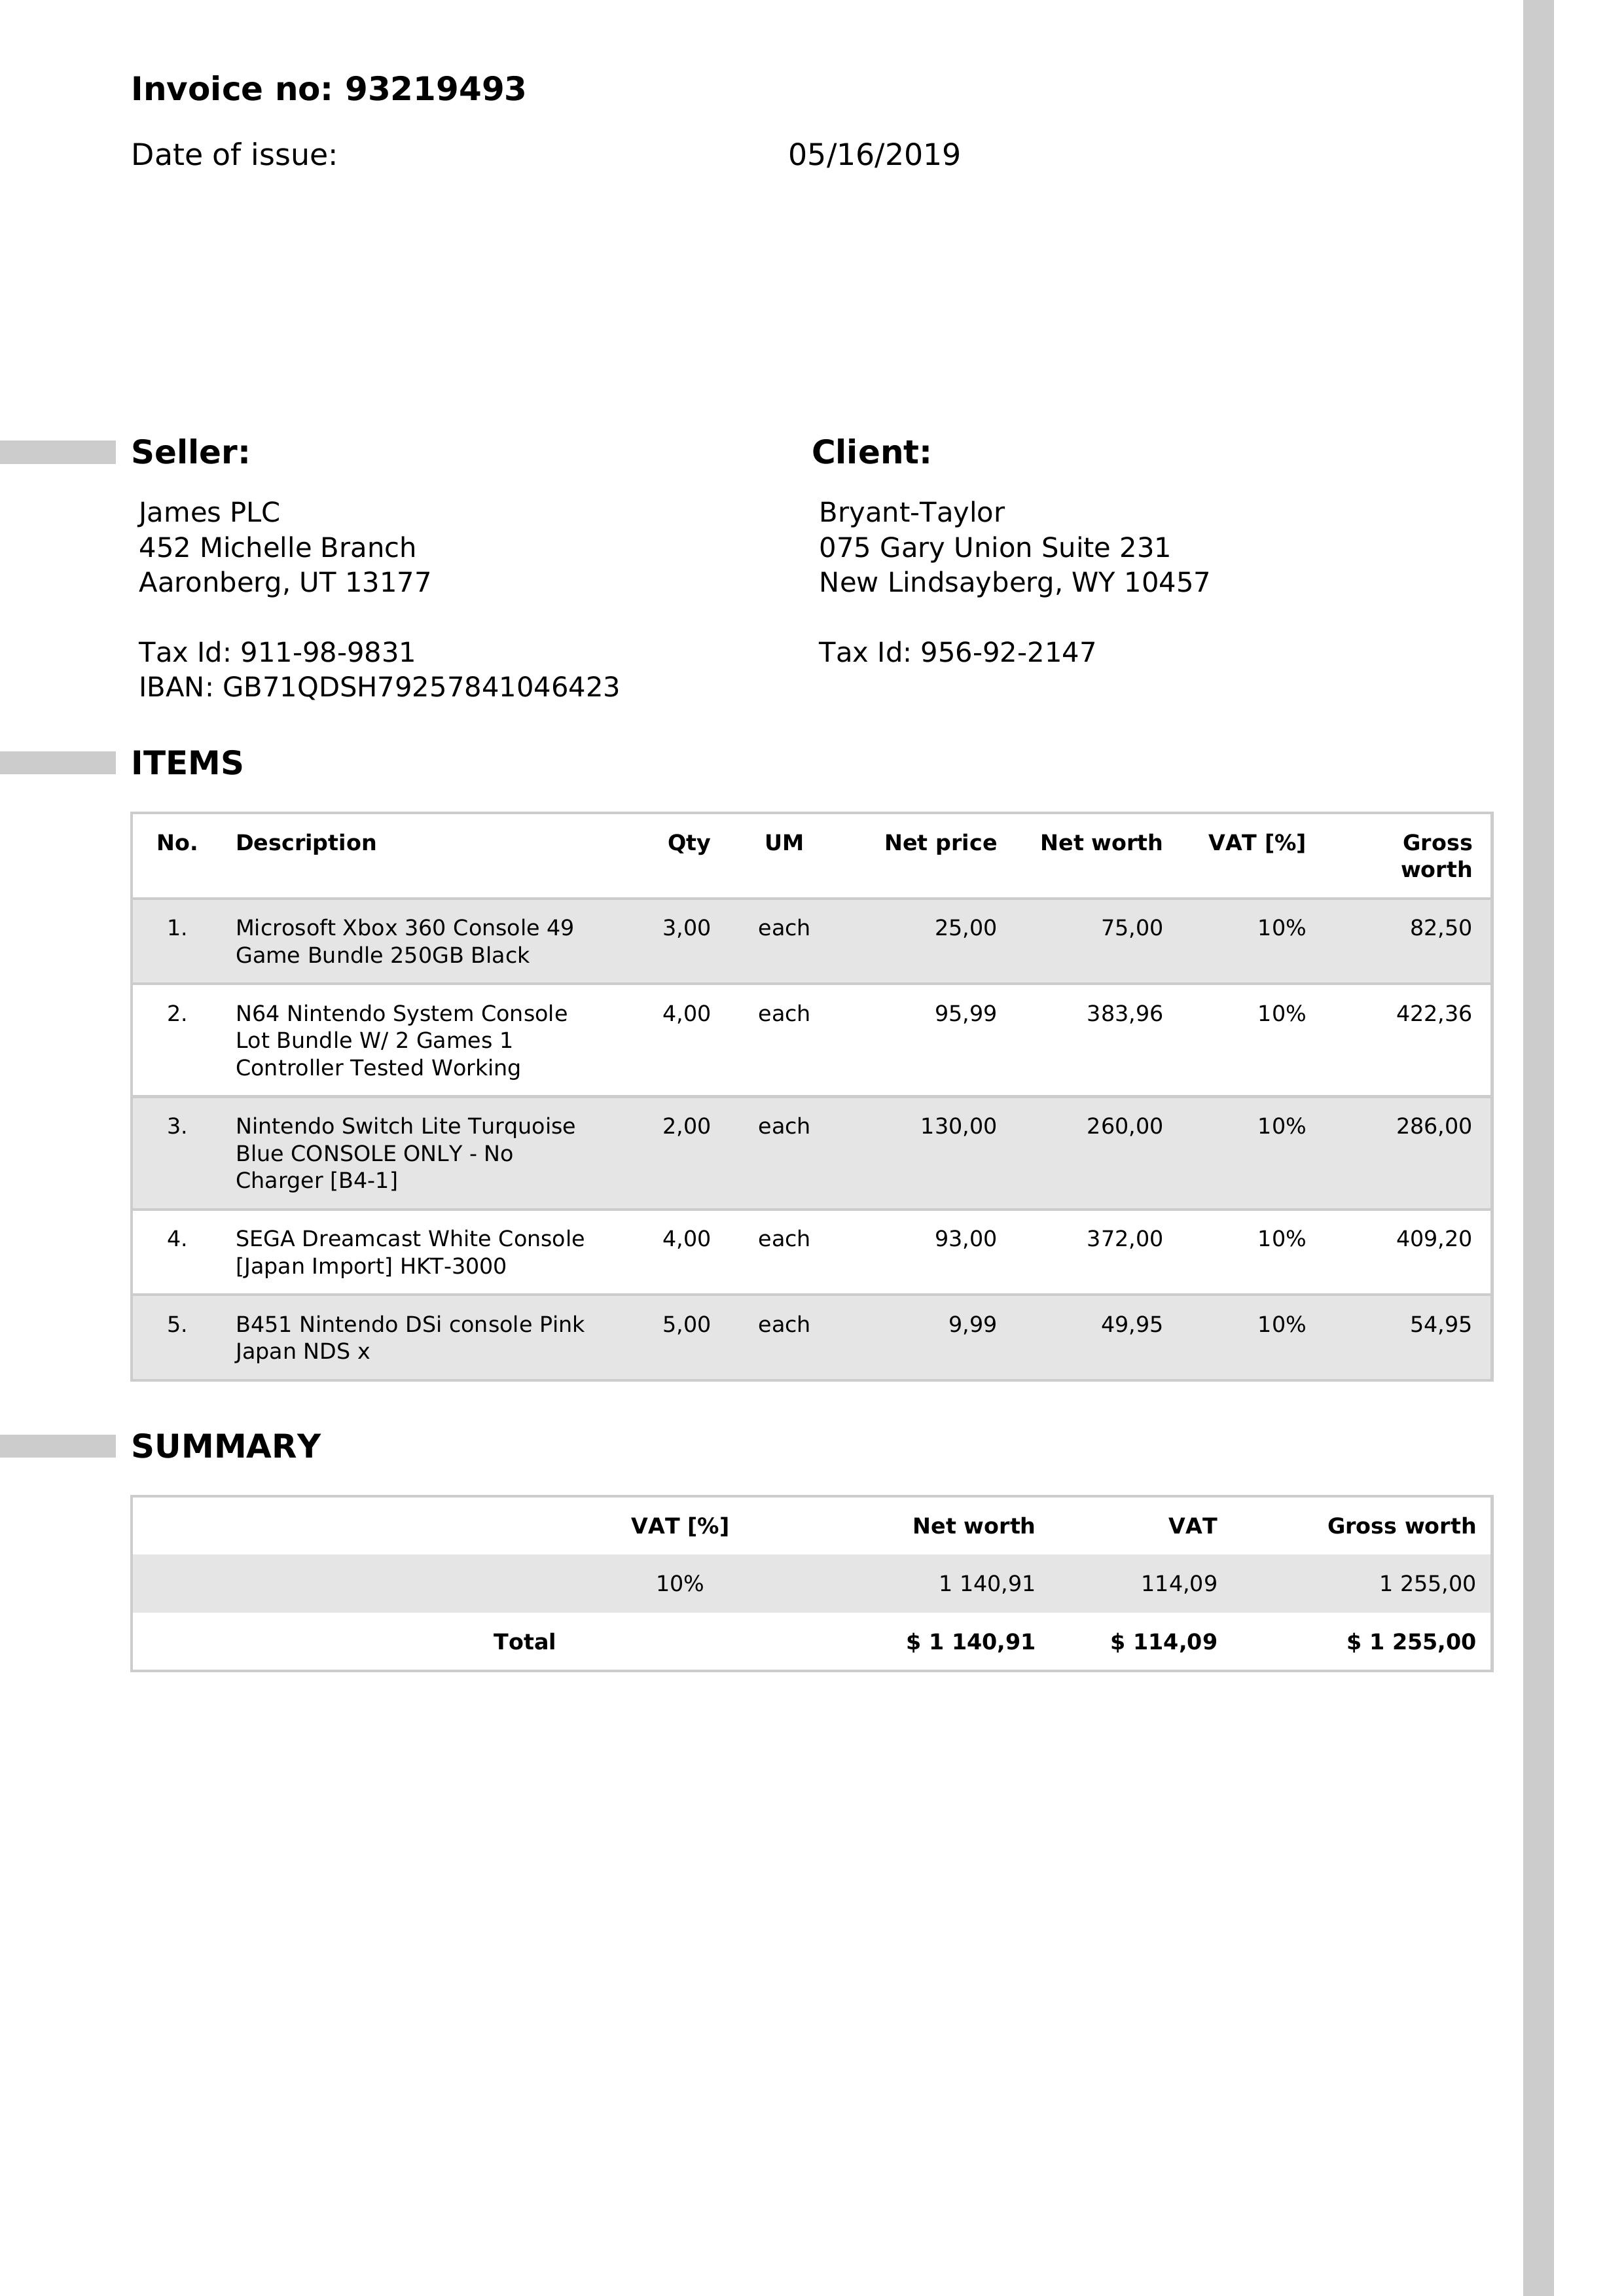 Invoice no: 93219493
Date of issue: 05/16/2019
Seller: Client:
James PLC Bryant-Taylor
452 Michelle Branch 075 Gary Union Suite 231
Aaronberg, UT 13177 New Lindsayberg, WY 10457
Tax Id: 911-98-9831 Tax Id: 956-92-2147
IBAN: GB71QDSH79257841046423
ITEMS
No. Description Qty UM Net price Net worth VAT [%] Gross
worth
1. Microsoft Xbox 360 Console 49 3,00 each 25,00 75,00 10% 82,50
Game Bundle 250GB Black
2. N64 Nintendo System Console 4,00 each 95,99 383,96 10% 422,36
Lot Bundle W/ 2 Games 1
Controller Tested Working
3. Nintendo Switch Lite Turquoise 2,00 each 130,00 260,00 10% 286,00
Blue CONSOLE ONLY - No
Charger [B4-1]
4. SEGA Dreamcast White Console 4,00 each 93,00 372,00 10% 409,20
[Japan Import] HKT-3000
5. B451 Nintendo DSi console Pink 5,00 each 9,99 49,95 10% 54,95
Japan NDS x
SUMMARY
VAT [%] Net worth VAT Gross worth
10% 1 140,91 114,09 1 255,00
Total $ 1 140,91 $ 114,09 $ 1 255,00